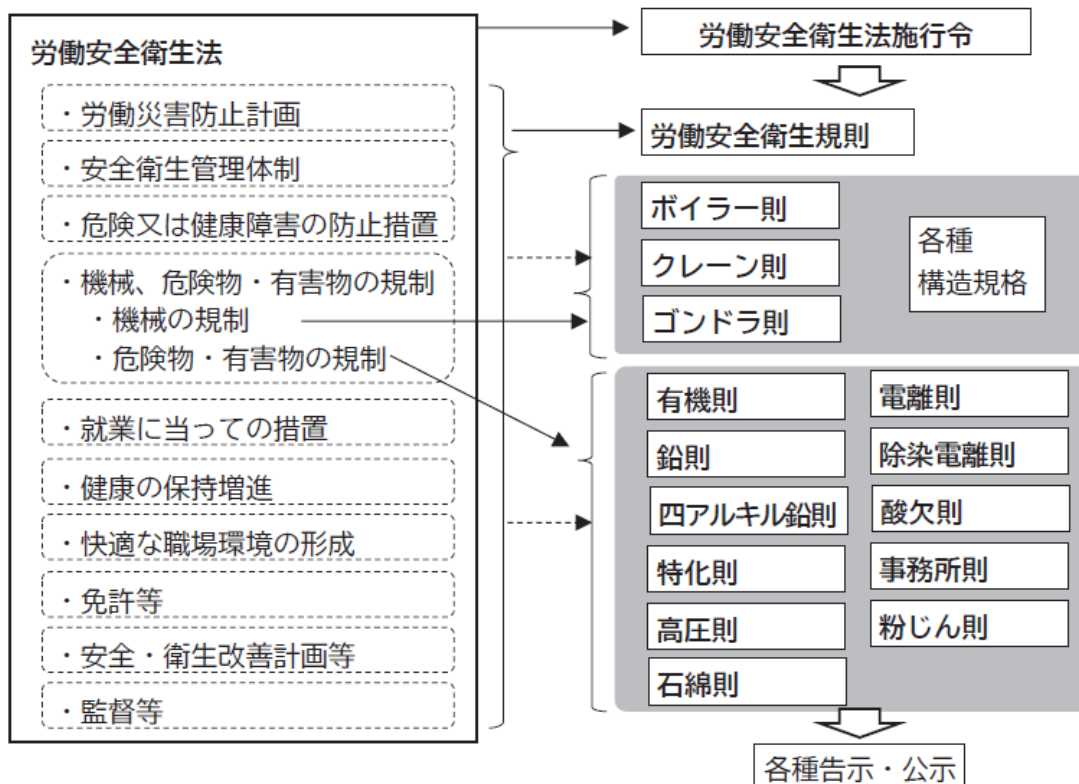 労働安全衛生法
・労働災害防止計画
・安全衛生管理体制
・危険又は健康障害の防止措置
・機械、危険物・有害物の規制
・機械の規制
・危険物・有害物の規制
・就業に当っての措置
・健康の保持増進
・快適な職場環境の形成
・免許等
・安全・衛生改善計画等
・監督等
労働安全衛生法施行令
労働安全衛生規則
ボイラー則
クレーン則
ゴンドラ則
各種
構造規格
有機則
鉛則
四アルキル鉛則
特化則
高圧則
石綿則
電離則
除染電離則
酸欠則
事務所則
粉じん則
各種告示・公示